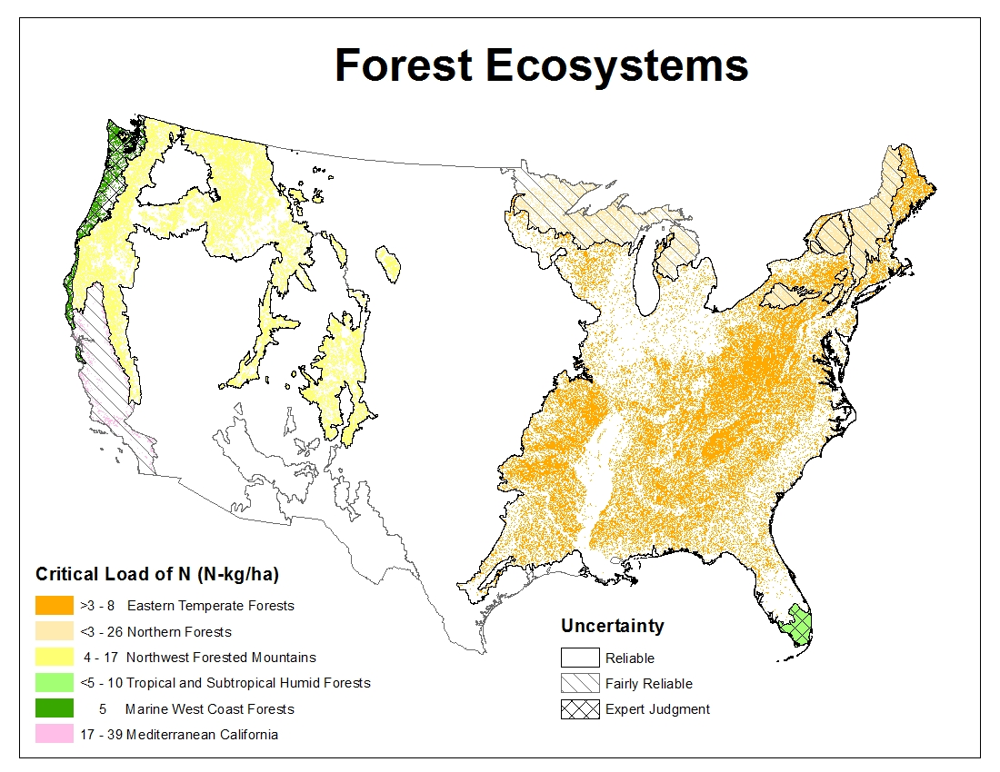 Forest Ecosystems
Critical Load of N (N-kg/ha)
>3 - 8 Eastern Temperate Forests
<3 - 26 Northern Forests
4 - 17 Northwest Forested Mountains
<5 - 10 Tropical and Subtropical Humid Forests
5 Marine West Coast Forests
17 - 39 Mediterranean California
Uncertainty
Reliable
Fairly Reliable
Expert Judgment